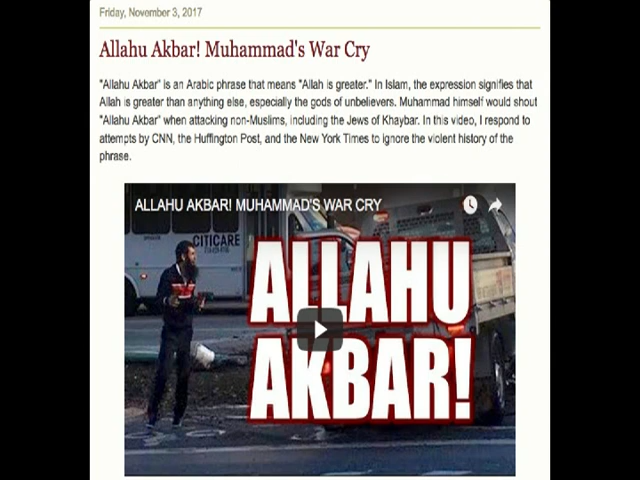 Friday, November 3, 2017
Allahu Akbar! Muhammad's War Cry
"Allahu Akbar" is an Arabic phrase that means "Allah is greater." In Islam, the expression signifies that
Allah is greater than anything else, especially the gods of unbelievers. Muhammad himself would shout
"Allahu Akbar" when attacking non-Muslims, including the Jews of Khaybar. In this video, I respond to
attempts by CNN, the Huffington Post, and the New York Times to ignore the violent history of the
phrase.
ALLAHU AKBAR! MUHAMMAD'S WAR CRY
CITICARE
ALLAHU
AKBAR!